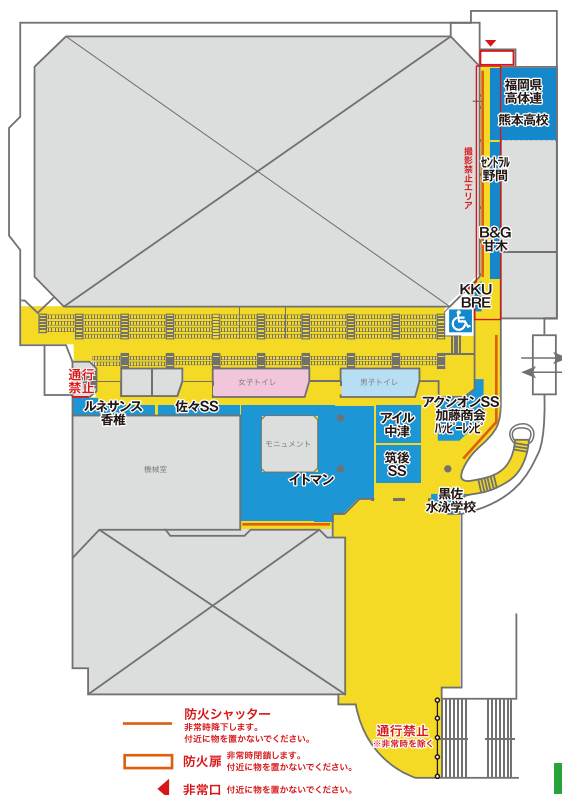 福岡県
高体連
熊本高校
撮影禁止エリア
セントラル
野間
B&G
甘木
KKU
BRE
通行
禁止
女子トイレ
男子トイレ
ルネサンス
香椎
佐々SS
アクシオンSS
加藤商会
ハッピーレンピ
アイル
中津
モニュメント
機械室
イトマン
筑後
SS
黒佐
水泳学校
通行禁止
※非常時を除く
防火シャッター
非常時降下します。
付近に物を置かないでください。
防火扉
非常時閉鎖します。
付近に物を置かないでください。
非常口 付近に物を置かないでください。